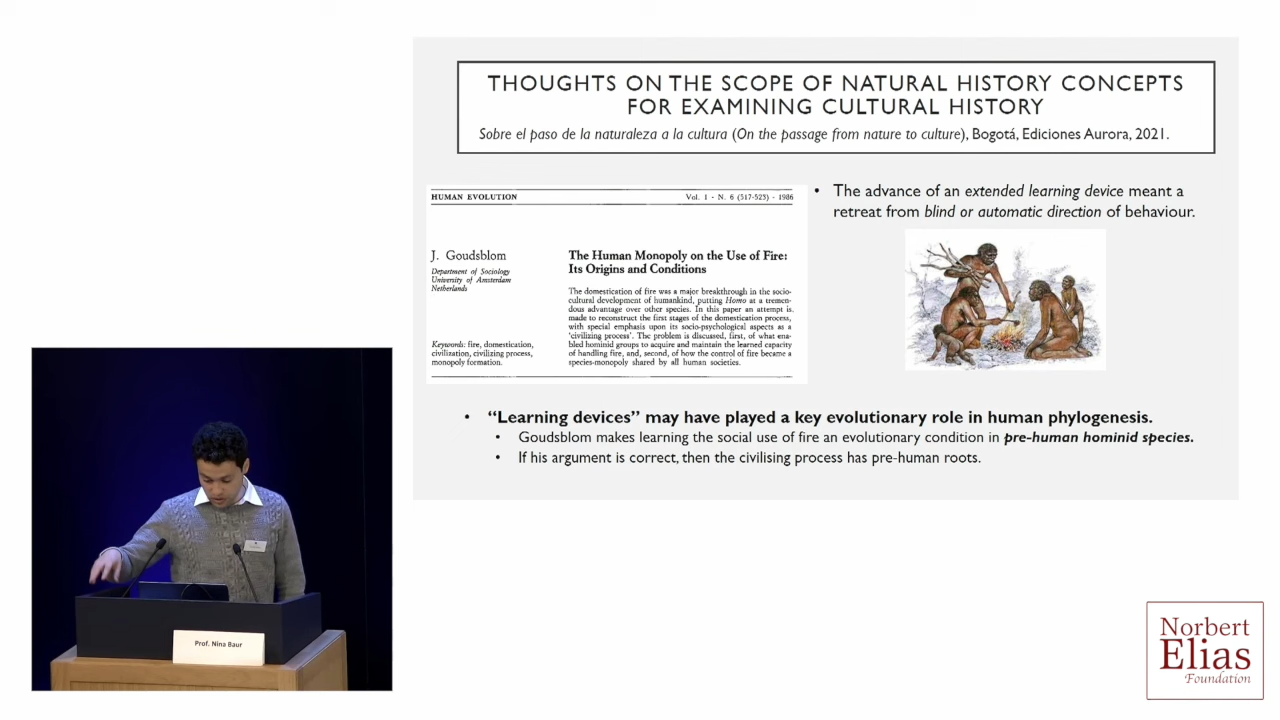 THOUGHTS ON THE SCOPE OF NATURAL HISTORY CONCEPTS
FOR EXAMINING CULTURAL HISTORY
Sobre el paso de la naturaleza a la cultura (On the passage from nature to culture), Bogotá, Ediciones Aurora, 2021.
HUMAN EVOLUTION
Vol. 1 - N. 6 (517-523) - 1986
J. Goudsblom
Department of Sociology
University of Amsterdam
Netherlands
Keywords: fire, domestication,
civilization, civilizing process,
monopoly formation.
The Human Monopoly on the Use of Fire:
Its Origins and Conditions
The domestication of fire was a major breakthrough in the socio-
cultural development of humankind, putting Homo at a tremen-
dous advantage over other species. In this paper an attempt is
made to reconstruct the first stages of the domestication process,
with special emphasis upon its socio-psychological aspects as a
'civilizing process'. The problem is discussed, first, of what ena-
bled hominid groups to acquire and maintain the learned capacity
of handling fire, and, second, of how the control of fire became a
species-monopoly shared by all human societies.
• The advance of an extended learning device meant a
retreat from blind or automatic direction of behaviour.
• “Learning devices” may have played a key evolutionary role in human phylogenesis.
• Goudsblom makes learning the social use of fire an evolutionary condition in pre-human hominid species.
• If his argument is correct, then the civilising process has pre-human roots.
Prof. Nina Baur
Norbert
Elias
Foundation